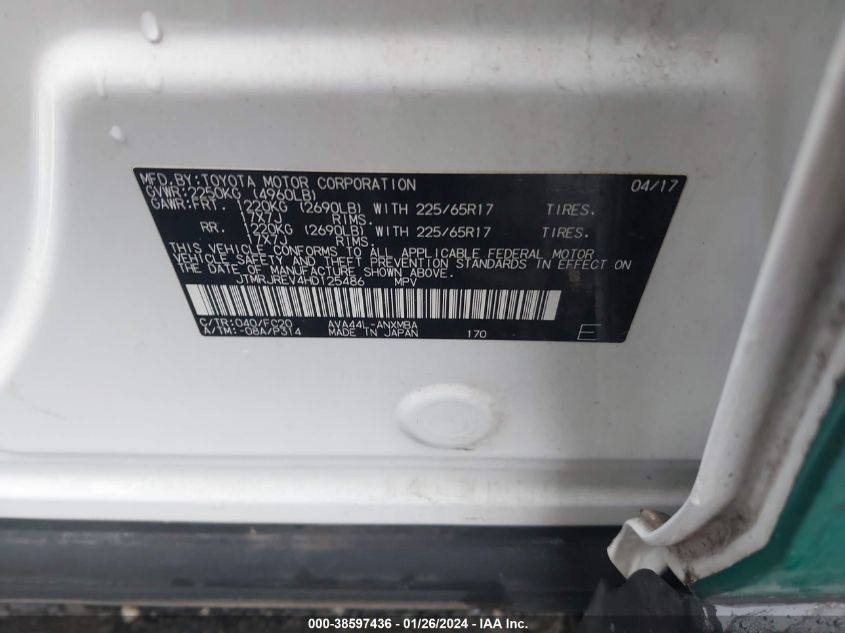 MFD.BY:TOYOTA MOTOR CORPORATION 04/17
GVWR:2250KG (4960LB)
GAWR:FRT. 1220KG (2690LB) WITH 225/65R17 TIRES.
17X7J RIMS.
RR. 1220KG (2690LB) WITH 225/65R17 TIRES.
17X7J RIMS.
THIS VEHICLE CONFORMS TO ALL APPLICABLE FEDERAL MOTOR
VEHICLE SAFETY AND THEFT PREVENTION STANDARDS IN EFFECT ON
THE DATE OF MANUFACTURE SHOWN ABOVE.
JTMRJREV4HD125486 MPV
C/TR:040/FC20 AVA44L-ANXMBA
A/TM:-08A/P314 MADE IN JAPAN 170 E
000-38597436 - 01/26/2024 - IAA Inc.